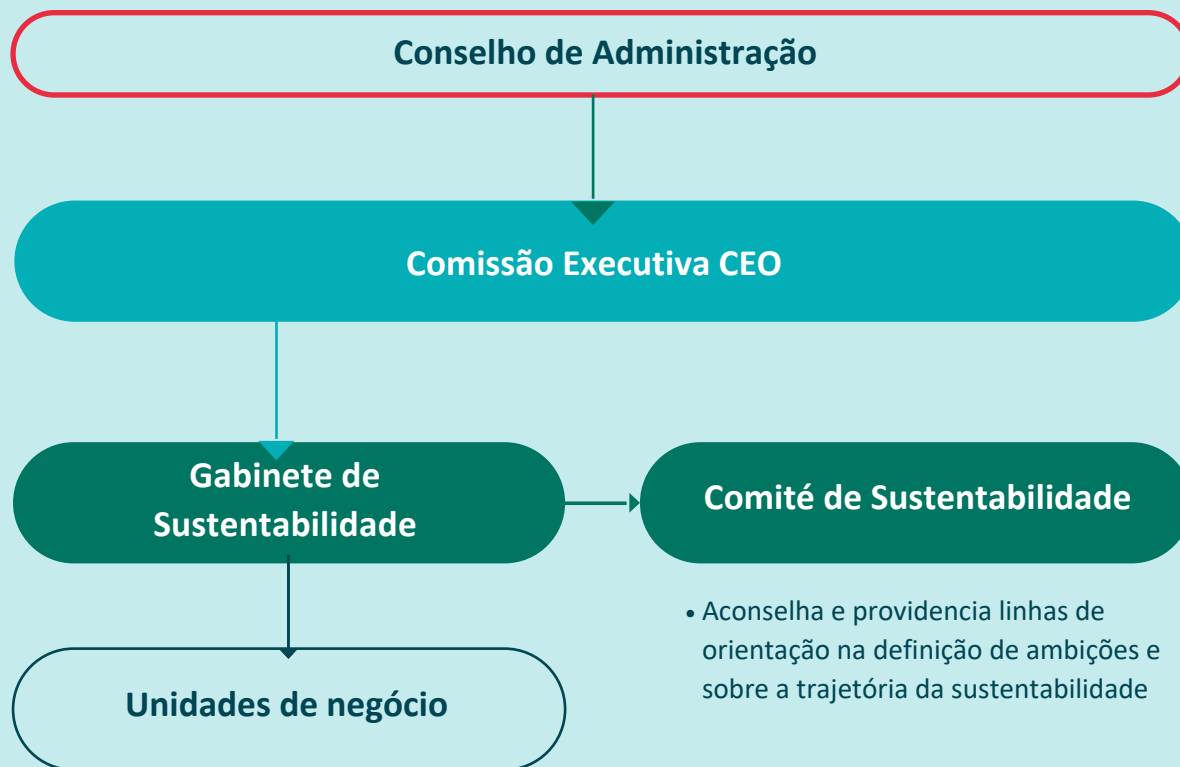 Conselho de Administração
Comissão Executiva CEO
Gabinete de
Sustentabilidade
Comité de Sustentabilidade
• Aconselha e providencia linhas de
orientação na definição de ambições e
sobre a trajetória da sustentabilidade
Unidades de negócio